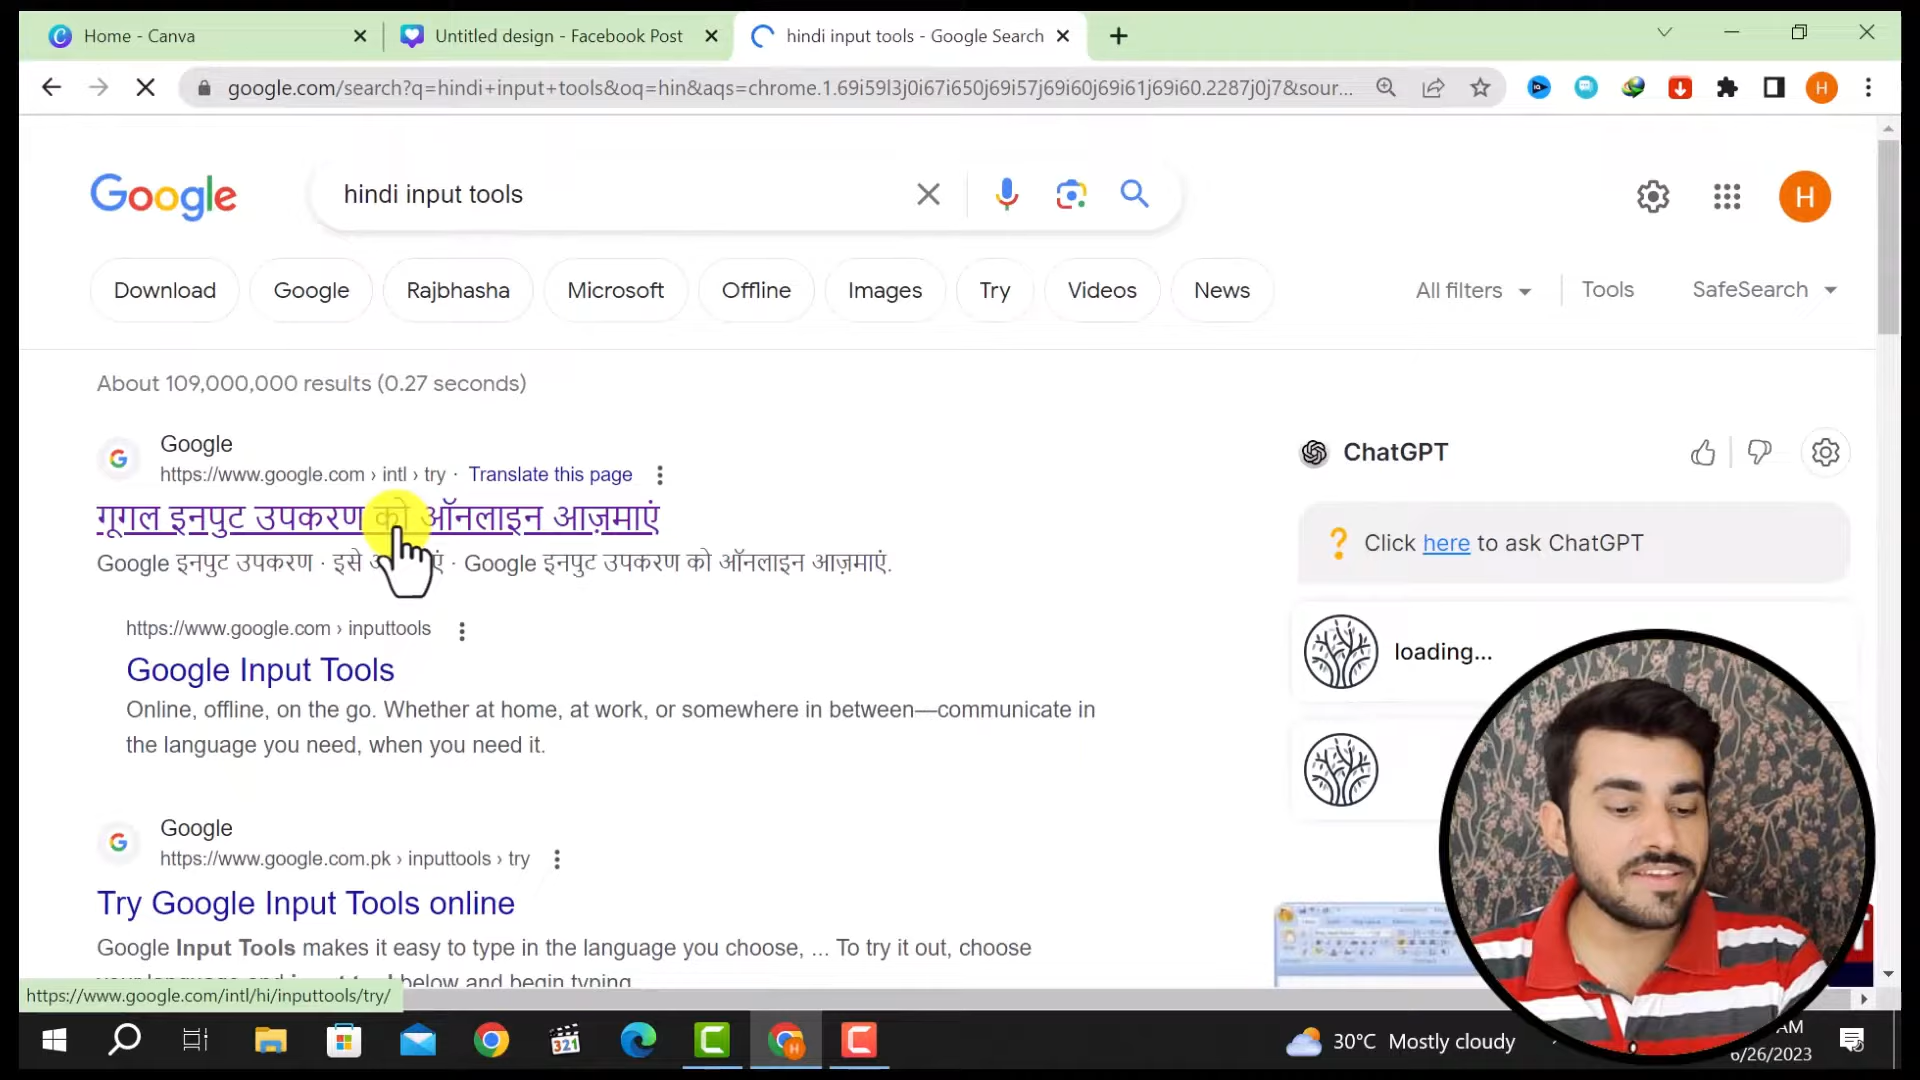 Home - Canva
Untitled design - Facebook Post
hindi input tools - Google Search
google.com/search?q=hindi+input+tools&oq=hin&aqs=chrome.1.69i59l3j0i67i650j69i57j69i60j69i61j69i60.2287j0j7&sour...
H
Google
hindi input tools
H
Download
Google
Rajbhasha
Microsoft
Offline
Images
Try
Videos
News
All filters
Tools
SafeSearch
About 109,000,000 results (0.27 seconds)
Google
https://www.google.com › intl › try · Translate this page
गूगल इनपुट उपकरण को ऑनलाइन आज़माएं
Google इनपुट उपकरण · इसे · Google इनपुट उपकरण को ऑनलाइन आज़माएं.
https://www.google.com › inputtools
Google Input Tools
Online, offline, on the go. Whether at home, at work, or somewhere in between—communicate in
the language you need, when you need it.
Google
https://www.google.com.pk › inputtools › try
Try Google Input Tools online
Google Input Tools makes it easy to type in the language you choose, ... To try it out, choose
below and begin typing.
ChatGPT
Click here to ask ChatGPT
loading...
https://www.google.com/intl/hi/inputtools/try/
321
H
30°C Mostly cloudy
AM
6/26/2023